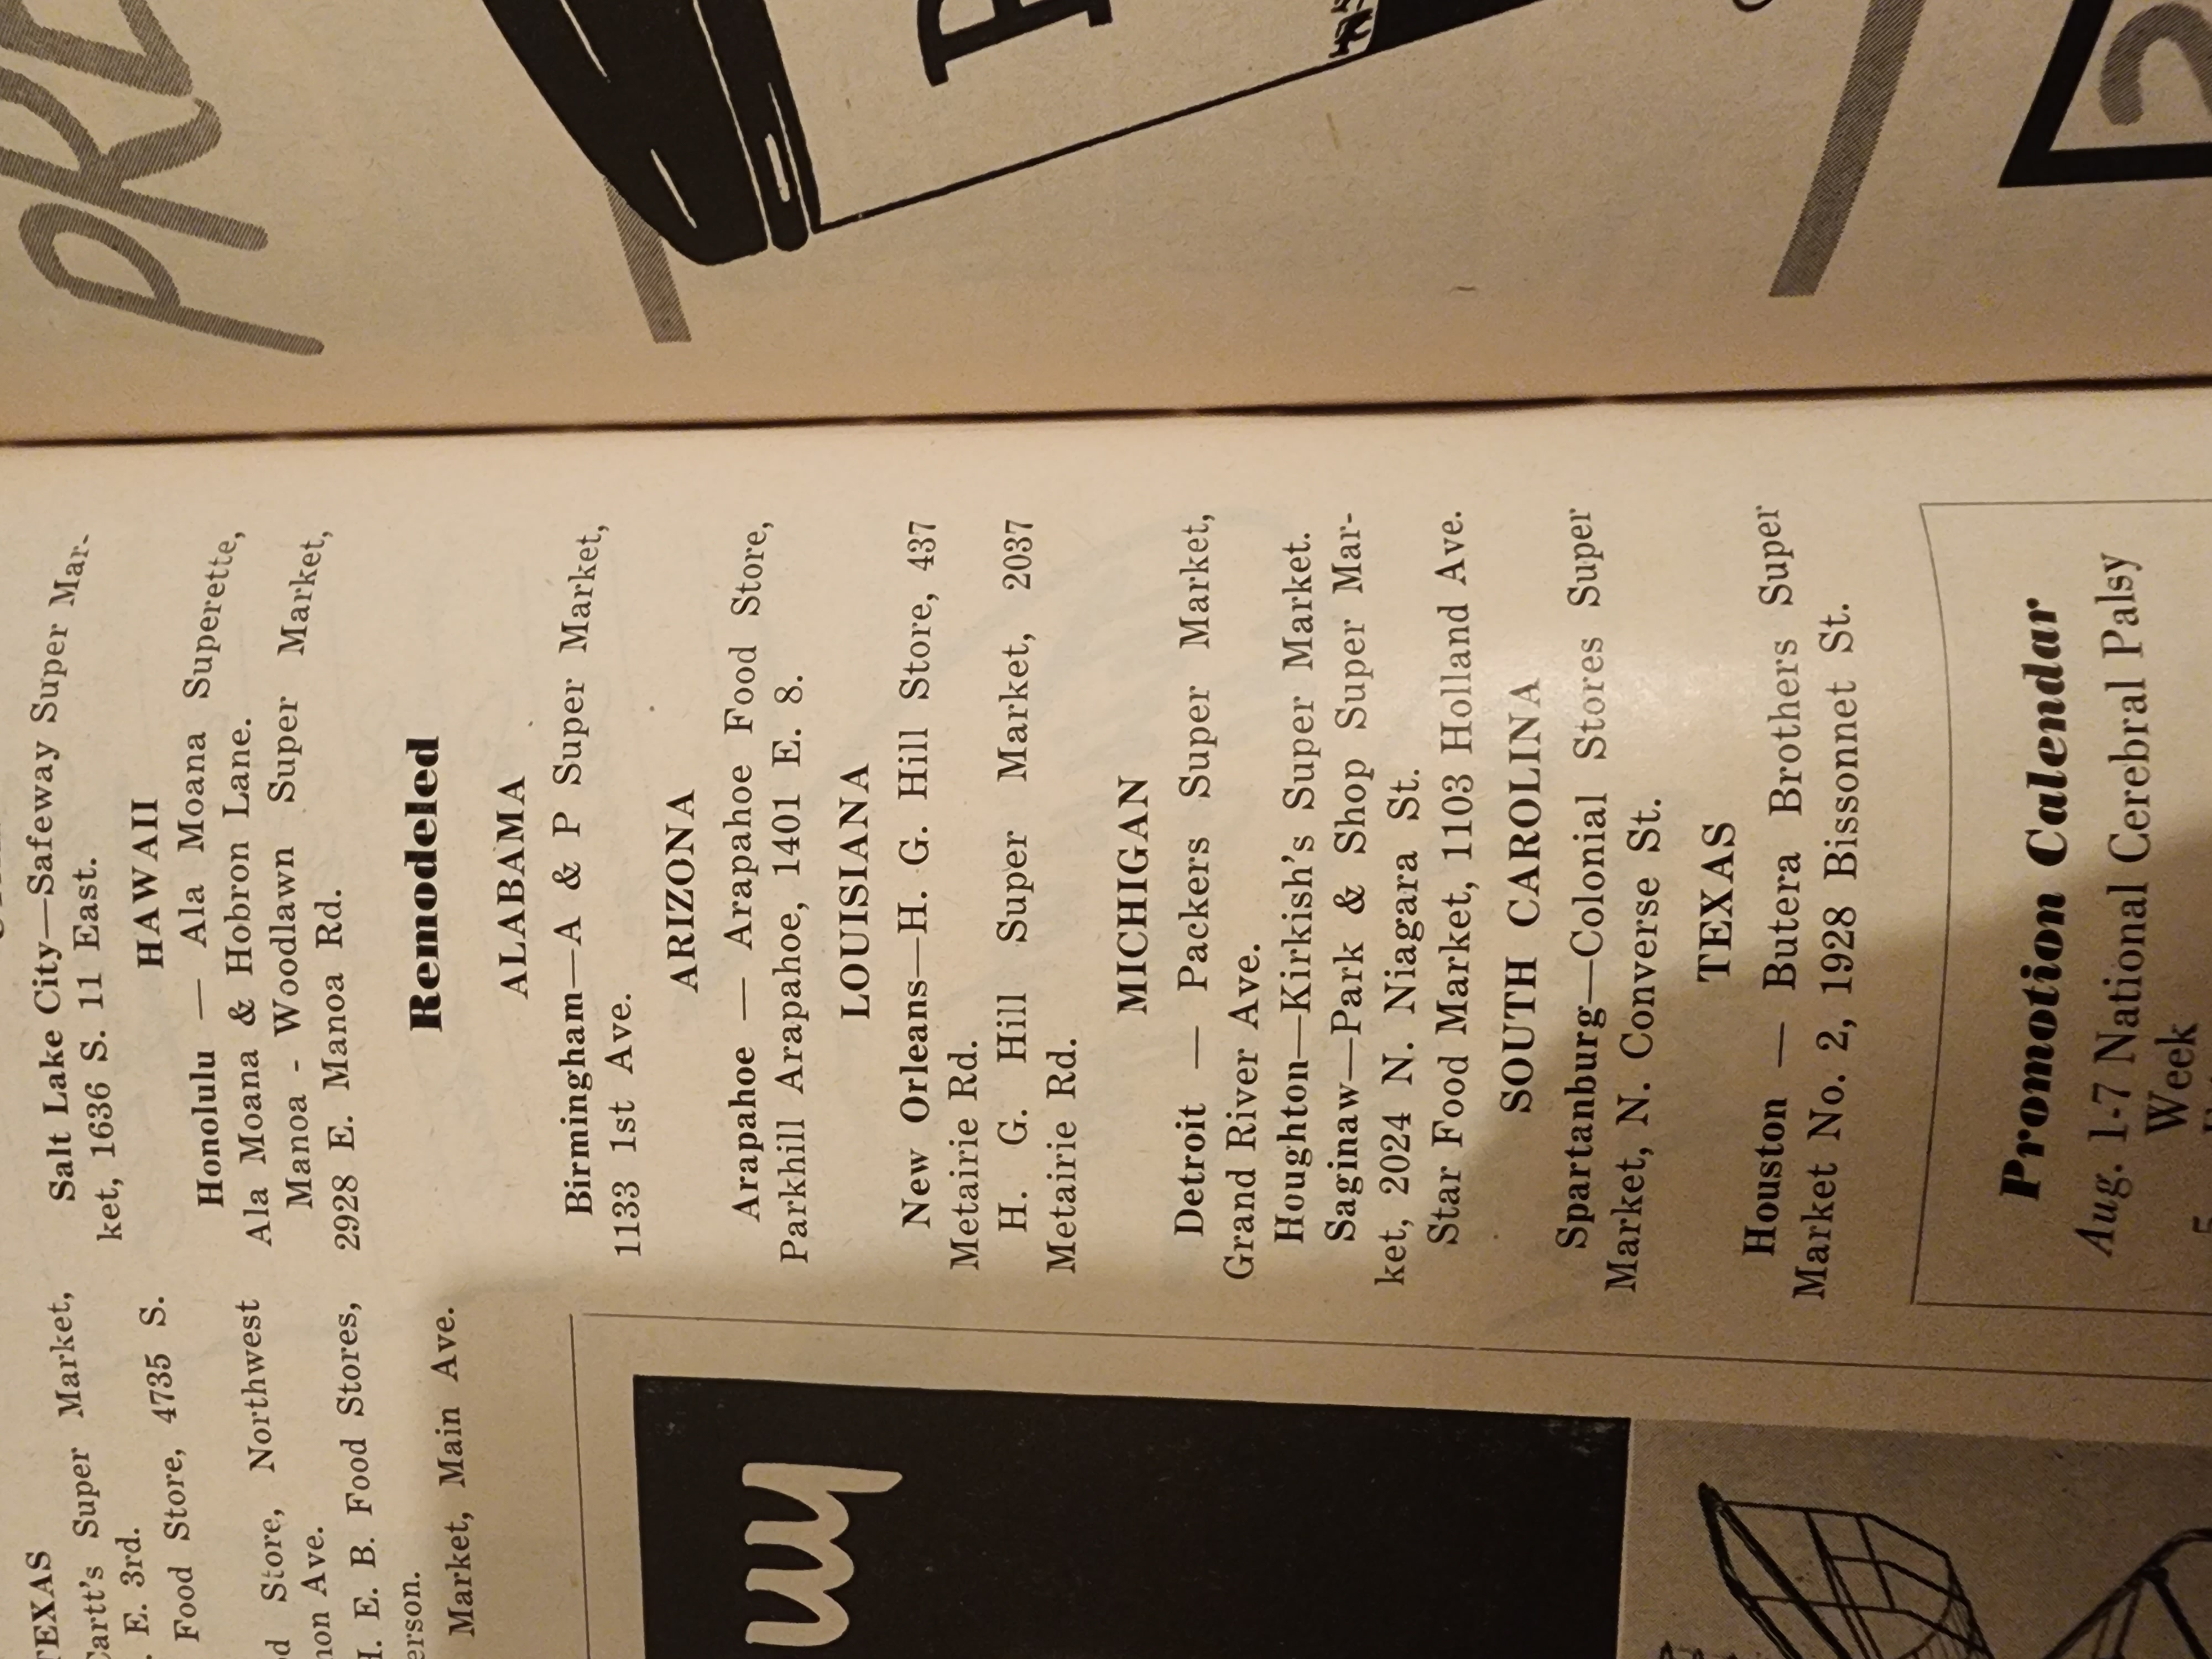 TEXAS
Cartt's Super Market,
E. 3rd.
Food Store, 4735 S.
Store, Northwest
Ave.
H. E. B. Food Stores,
Market, Main Ave.
Salt Lake City—Safeway Super Mar-
ket, 1636 S. 11 East.
HAWAII
Honolulu — Ala Moana Superette,
Ala Moana & Hobron Lane.
Manoa - Woodlawn Super Market,
2928 E. Manoa Rd.
Remodeled
ALABAMA
Birmingham—A & P Super Market,
1133 1st Ave.
ARIZONA
Arapahoe — Arapahoe Food Store,
Parkhill Arapahoe, 1401 E. 8.
LOUISIANA
New Orleans—H. G. Hill Store, 437
Metairie Rd.
H. G. Hill Super Market, 2037
Metairie Rd.
MICHIGAN
Detroit — Packers Super Market,
Grand River Ave.
Houghton—Kirkish's Super Market.
Saginaw—Park & Shop Super Mar-
ket, 2024 N. Niagara St.
Star Food Market, 1103 Holland Ave.
SOUTH CAROLINA
Spartanburg—Colonial Stores Super
Market, N. Converse St.
TEXAS
Houston — Butera Brothers Super
Market No. 2, 1928 Bissonnet St.
Promotion Calendar
Aug. 1-7 National Cerebral Palsy
Week